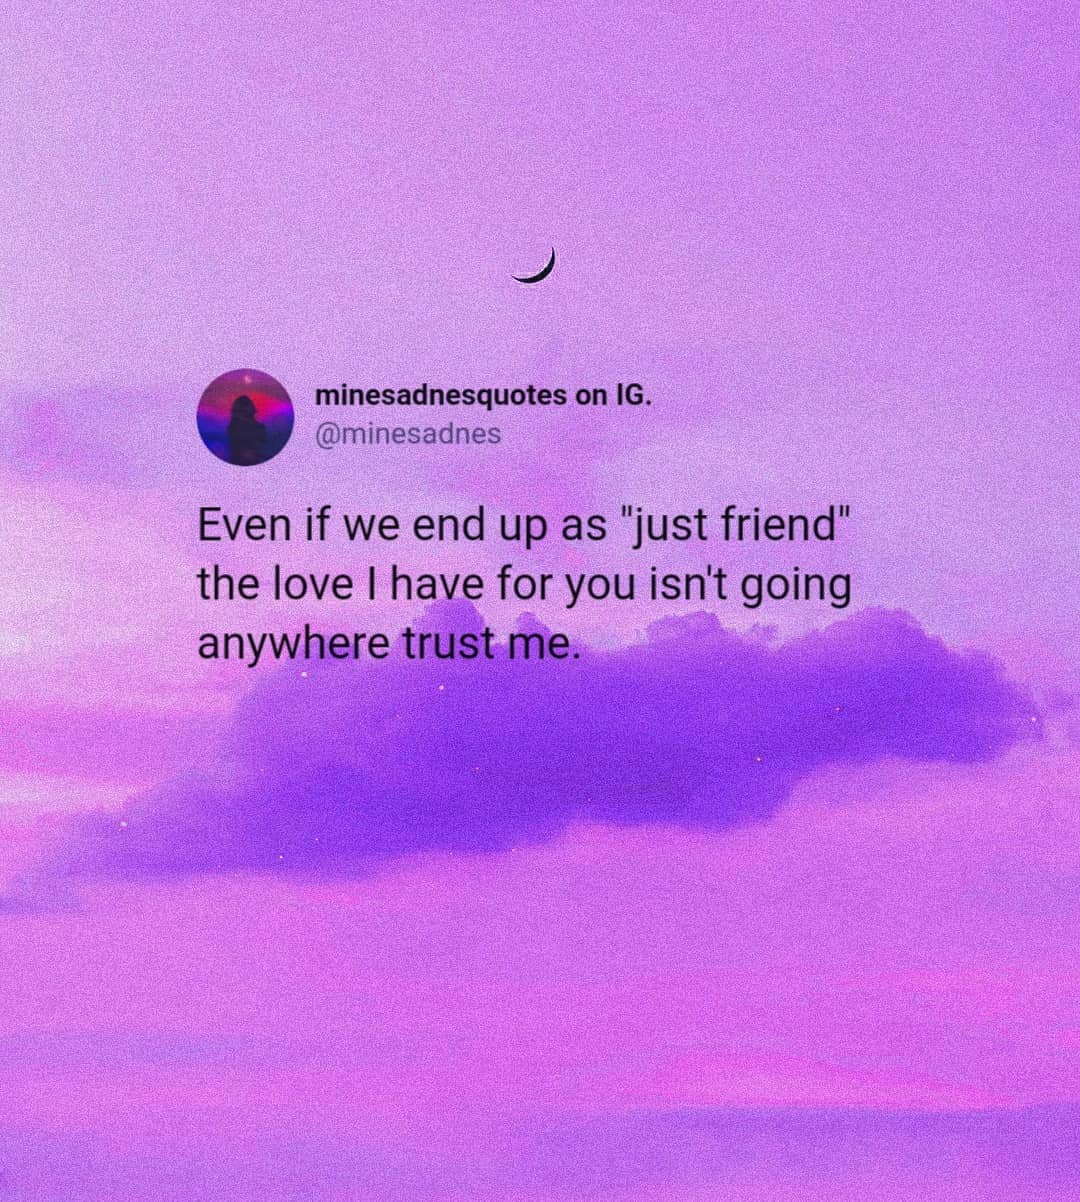 minesadnesquotes on IG.
@minesadnes
Even if we end up as "just friend"
the love I have for you isn't going
anywhere trust me.